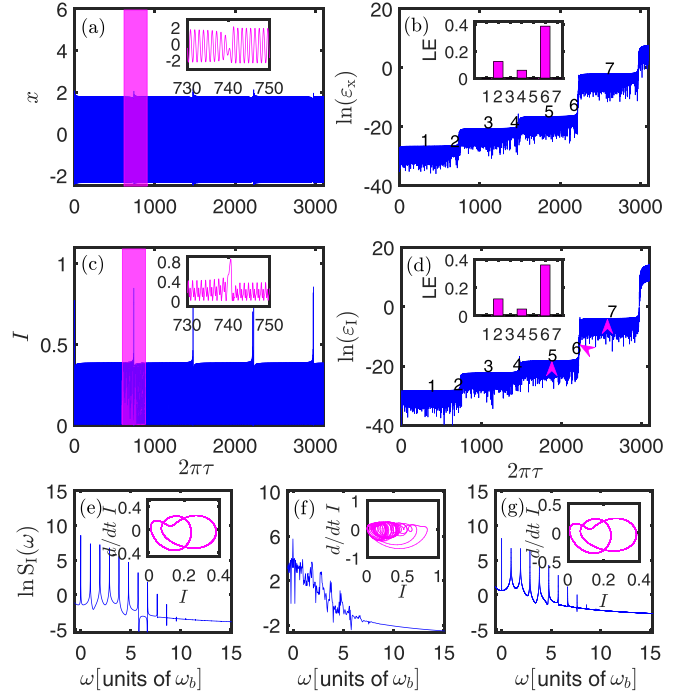 (a)
x
6
4
2
0
-2
2
0
-2
730 740 750
0 1000 2000 3000
(b)
ln(εx)
20
0
-20
-40
LE
0.4
0.2
0
1 2 3 4 5 6 7
1 2 3 4 5 6 7
0 1000 2000 3000
(c)
I
1
0.5
0
0.8
0.4
0
730 740 750
0 1000 2000 3000
2πτ
(d)
ln(εI)
20
0
-20
-40
LE
0.4
0.2
0
1 2 3 4 5 6 7
1 2 3 4 5 6 7
0 1000 2000 3000
2πτ
(e)
ln SI(ω)
15
10
5
0
-5
d/dt I
0.4
0
-0.4
0 0.2 0.4
I
0 5 10 15
ω[units of ωb]
(f)
10
6
2
-2
d/dt I
1
0
-1
0 0.5 1
I
0 5 10 15
ω[units of ωb]
(g)
15
10
5
0
-5
d/dt I
0.5
0
-0.5
0 0.2 0.4
I
0 5 10 15
ω[units of ωb]